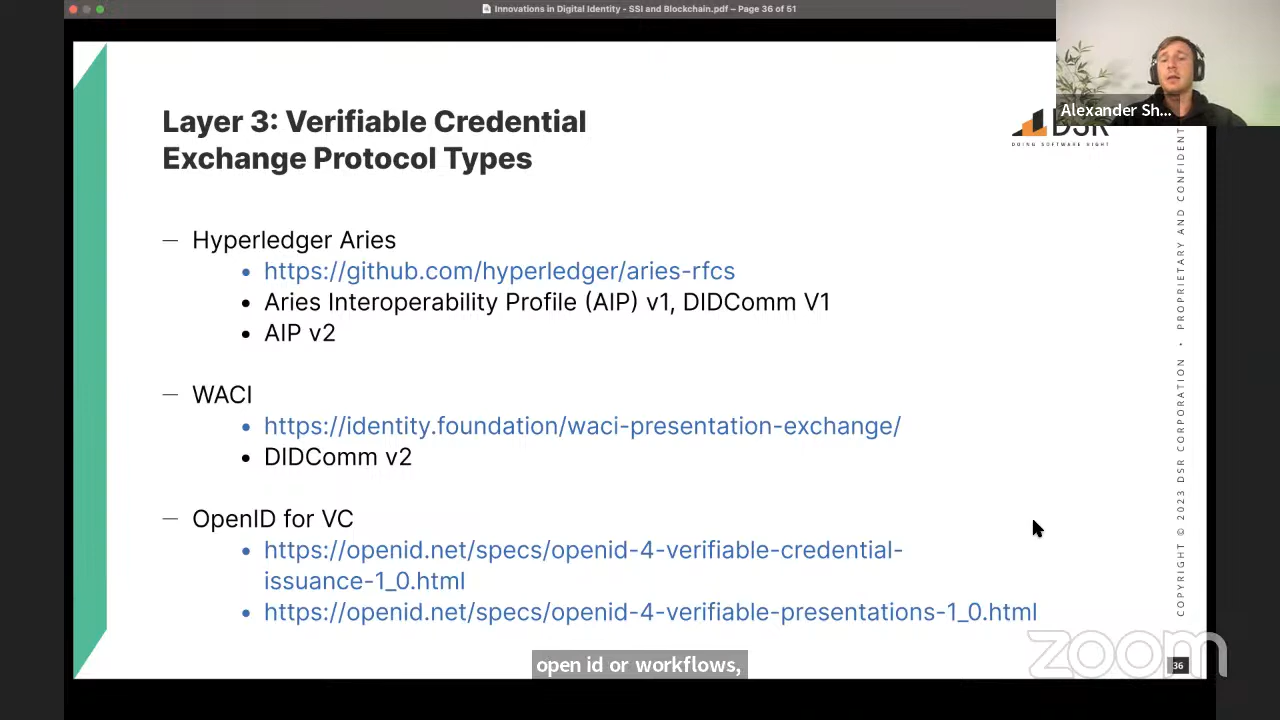 Innovations in Digital Identity - SSI and Blockchain.pdf – Page 36 of 51
Alexander Sh...
Layer 3: Verifiable Credential
Exchange Protocol Types
DSR
DOING SOFTWARE RIGHT
— Hyperledger Aries
• https://github.com/hyperledger/aries-rfcs
• Aries Interoperability Profile (AIP) v1, DIDComm V1
• AIP v2
— WACI
• https://identity.foundation/waci-presentation-exchange/
• DIDComm v2
— OpenID for VC
• https://openid.net/specs/openid-4-verifiable-credential-
issuance-1_0.html
• https://openid.net/specs/openid-4-verifiable-presentations-1_0.html
COPYRIGHT © 2023 DSR CORPORATION • PROPRIETARY AND CONFIDENT
open id or workflows,
zoom
36